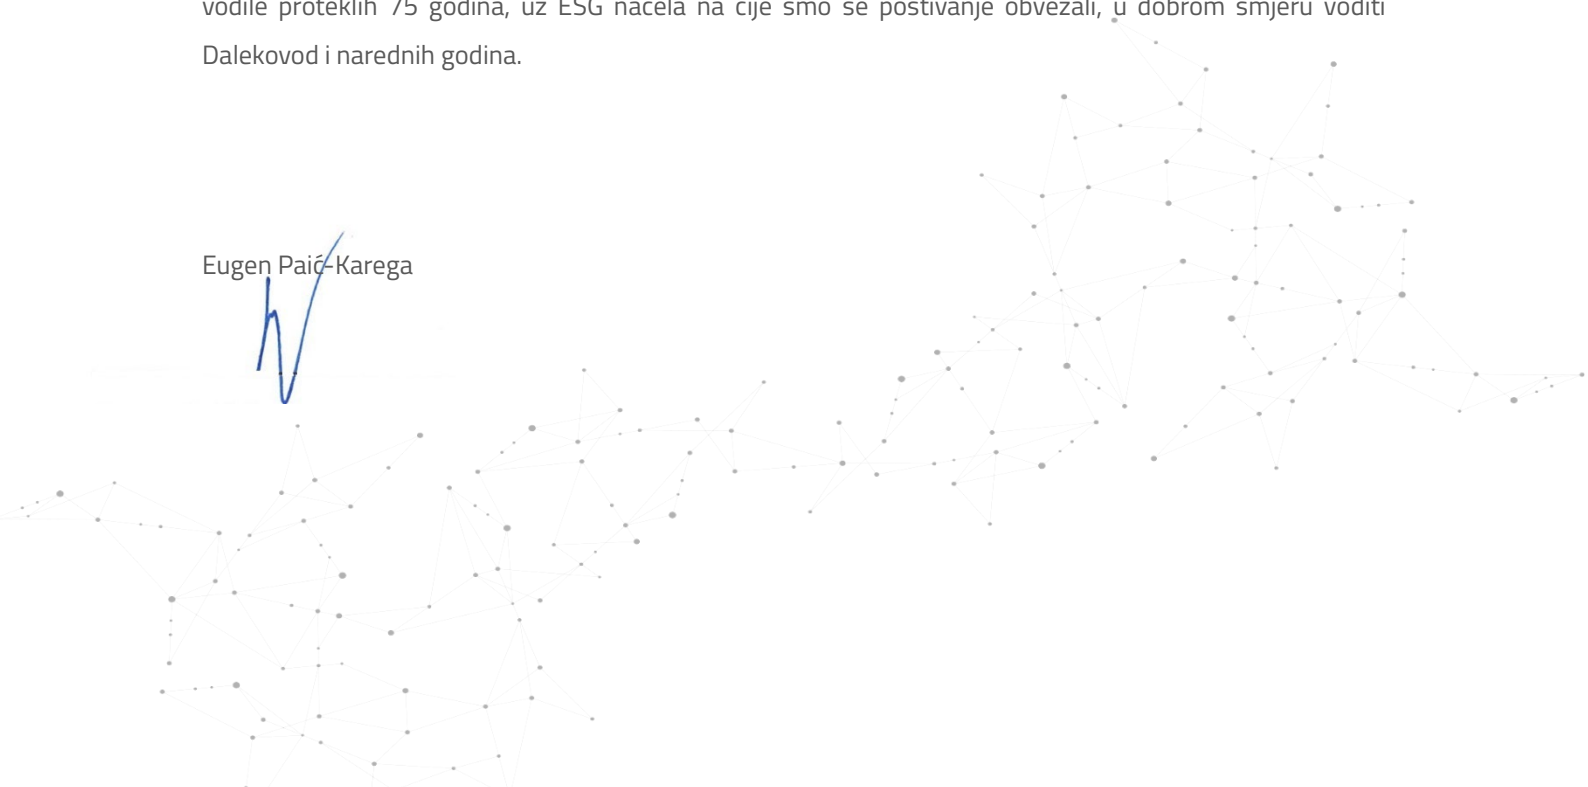 vodile proteklih 75 godina, uz ESG načela na čije smo se poštivanje obvezali, u dobrom smjeru voditi
Dalekovod i narednih godina.
Eugen Paić-Karega